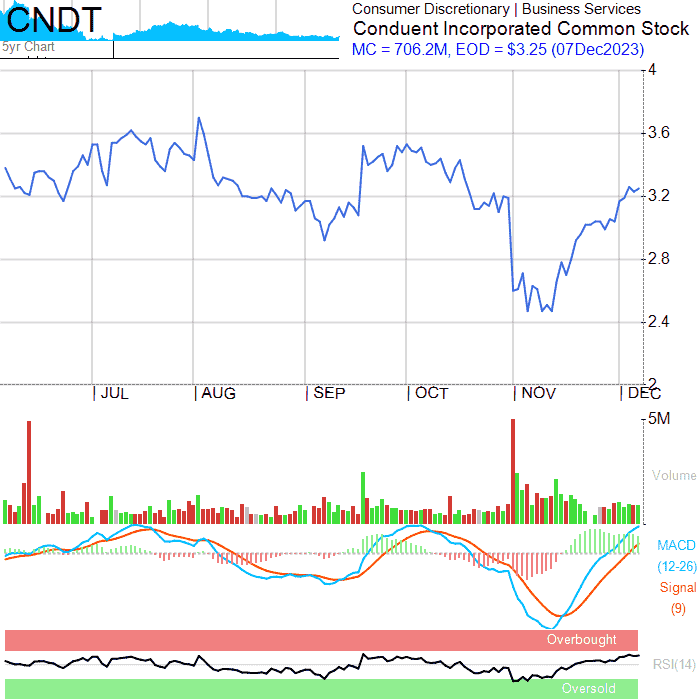 CNDT
5yr Chart
Consumer Discretionary | Business Services
Conduent Incorporated Common Stock
MC = 706.2M, EOD = $3.25 (07Dec2023)
4
3.6
3.2
2.8
2.4
2
JUL AUG SEP OCT NOV DEC
5M
Volume
MACD
(12-26)
Signal
(9)
Overbought
RSI(14)
Oversold